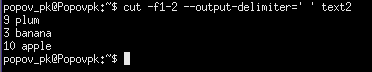 popov_pk@Popovpk:~$ cut -f1-2 --output-delimiter=' ' text2
9 plum
3 banana
10 apple
popov_pk@Popovpk:~$